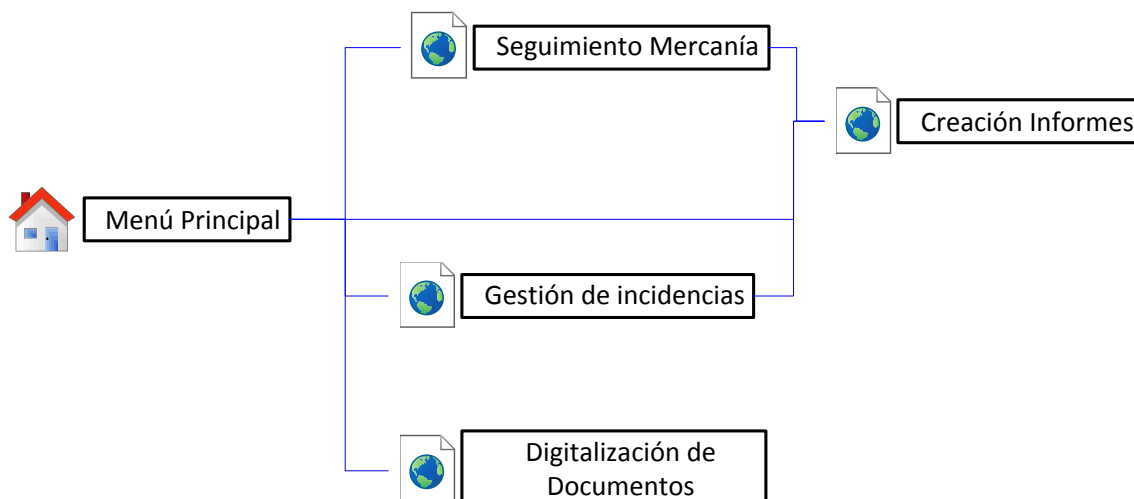 Seguimiento Mercanía
Creación Informes
Menú Principal
Gestión de incidencias
Digitalización de
Documentos